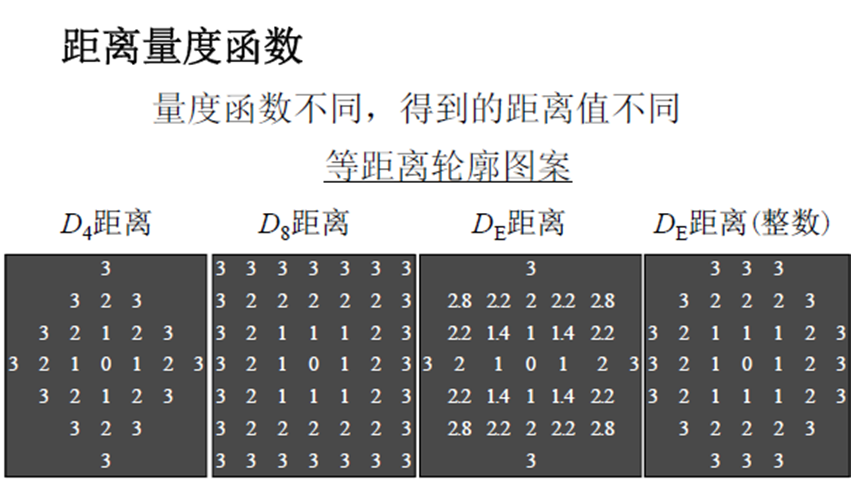 距离量度函数
量度函数不同，得到的距离值不同
等距离轮廓图案
D4距离 D8距离 DE距离 DE距离(整数)
3 3 3 3 3 3 3 3 3 3 3 3
3 2 3 3 2 2 2 2 2 3 2.8 2.2 2 2.2 2.8 3 2 2 2 3
3 2 1 2 3 3 2 1 1 1 2 3 2.2 1.4 1 1.4 2.2 3 2 1 1 1 2 3
3 2 1 0 1 2 3 3 2 1 0 1 2 3 3 2 1 0 1 2 3 3 2 1 0 1 2 3
3 2 1 2 3 3 2 1 1 1 2 3 2.2 1.4 1 1.4 2.2 3 2 1 1 1 2 3
3 2 3 3 2 2 2 2 2 3 2.8 2.2 2 2.2 2.8 3 2 2 2 3
3 3 3 3 3 3 3 3 3 3 3 3